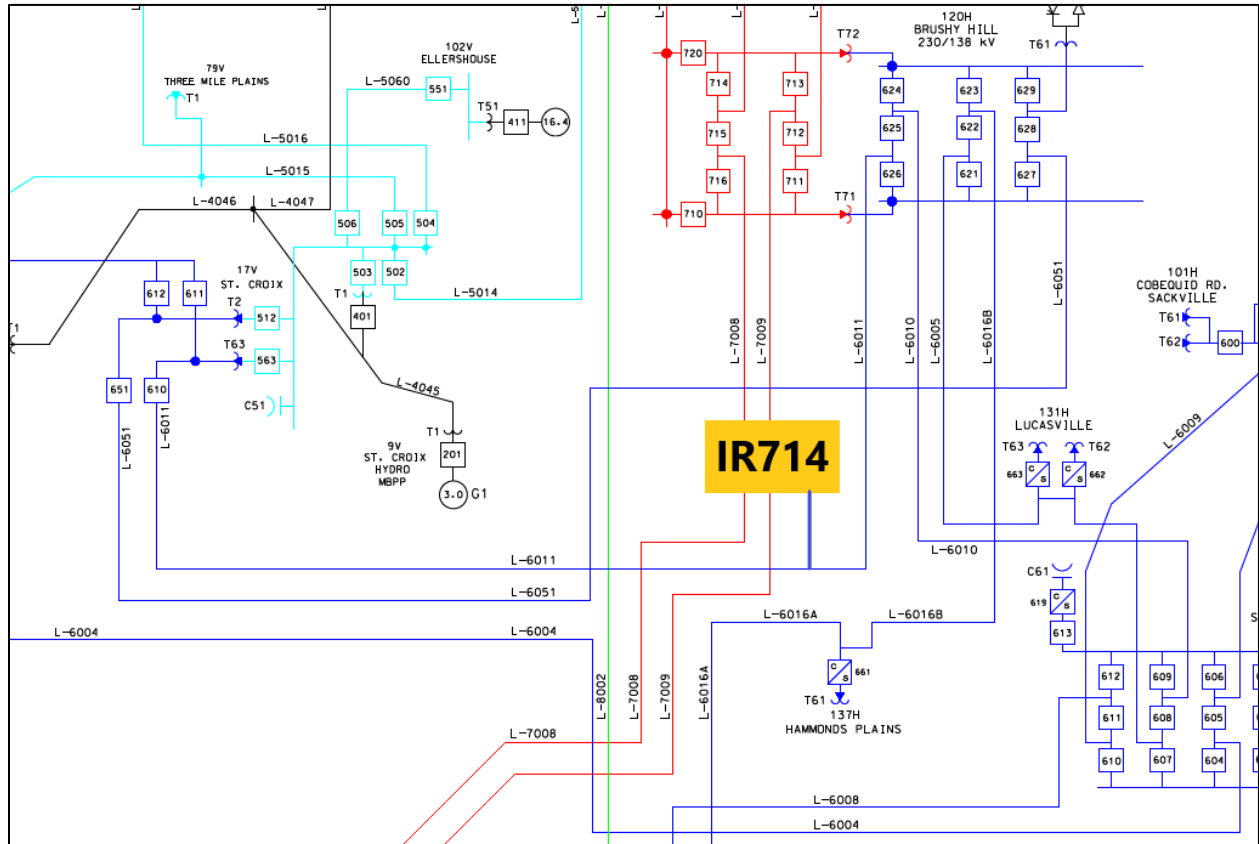 L-5
L-8002
120H
BRUSHY HILL
230/138 kV
T61
T72
102V
ELLERSHOUSE
79V
THREE MILE PLAINS
T1
L-5060
551
T51
411
16.4
720
714
713
624
623
629
715
712
625
622
628
716
711
626
621
627
L-5016
L-5015
L-4046
L-4047
506
505
504
T71
710
503
502
T1
L-5014
401
612
611
17V
ST. CROIX
T2
512
T63
563
651
610
C51
L-6051
L-6011
L-4045
T1
9V
ST. CROIX
HYDRO
MBPP
201
3.0
G1
L-7008
L-7009
L-6011
L-6010
L-6005
L-6016B
L-6051
101H
COBEQUID RD.
SACKVILLE
T61
T62
600
L-6009
131H
LUCASVILLE
T63
T62
663
C
S
C
S
662
IR714
L-6010
L-6011
L-6051
C61
619
C
S
613
L-6004
L-6004
L-6016A
L-6016B
C
S
661
T61
137H
HAMMONDS PLAINS
L-8002
L-7008
L-7009
L-6016A
L-7008
612
609
606
611
608
605
610
607
604
L-6008
L-6004